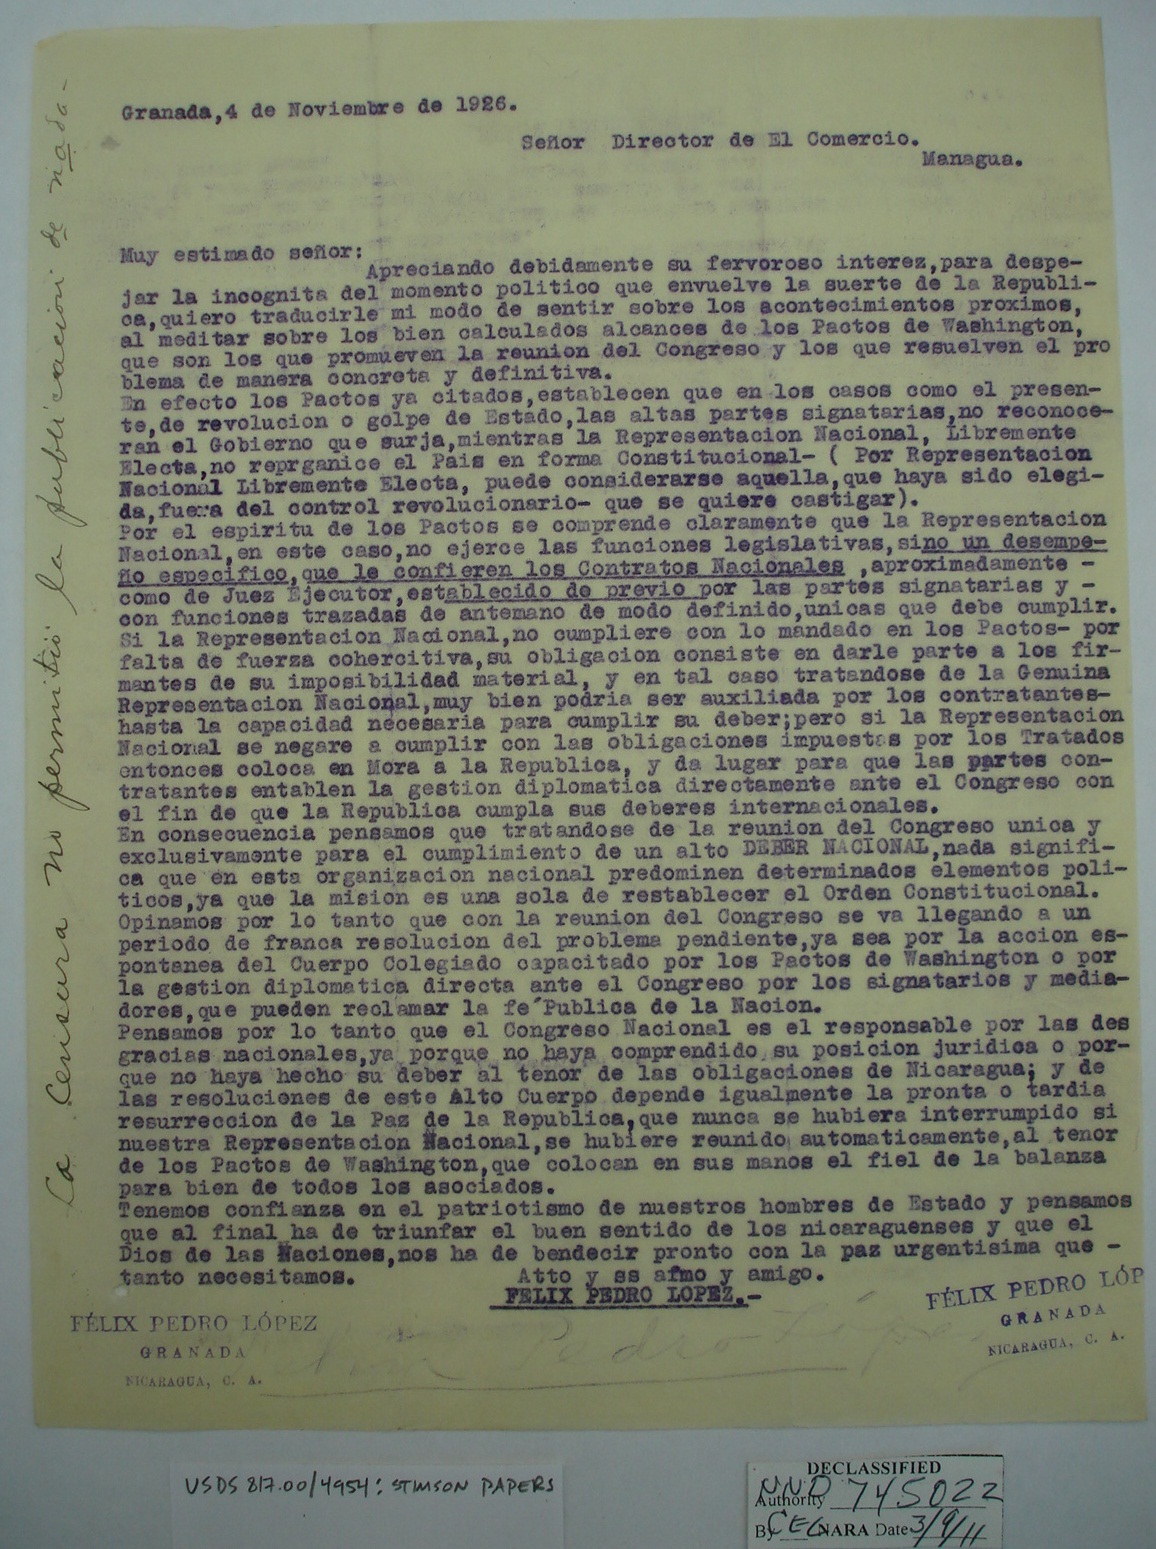 La Censura no permitió la publicación de nada-
Granada,4 de Noviembre de 1926.
Señor Director de El Comercio.
Managua.
Muy estimado señor:
Apreciando debidamente su fervoroso interez,para despe-
jar la incognita del momento politico que envuelve la suerte de la Republi-
ca,quiero traducirle mi modo de sentir sobre los acontecimientos proximos,
al meditar sobre los bien calculados alcances de los Pactos de Washington,
que son los que promueven la reunion del Congreso y los que resuelven el pro
blema de manera concreta y definitiva.
En efecto los Pactos ya citados,establecen que en los casos como el presen-
te,de revolucion o golpe de Estado,las altas partes signatarias,no reconoce-
ran el Gobierno que surja,mientras la Representacion Nacional, Libremente
Electa,no reprganice el Pais en forma Constitucional- ( Por Representacion
Nacional Libremente Electa, puede considerarse aquella,que haya sido elegi-
da,fuera del control revolucionario- que se quiere castigar).
Por el espiritu de los Pactos se comprende claramente que la Representacion
Nacional,en este caso,no ejerce las funciones legislativas,sino un desempe-
ño especifico,que le confieren los Contratos Nacionales ,aproximadamente -
como de Juez Ejecutor,establecido de previo por las partes signatarias y -
con funciones trazadas de antemano de modo definido,unicas que debe cumplir.
Si la Representacion Nacional,no cumpliere con lo mandado en los Pactos- por
falta de fuerza cohercitiva,su obligacion consiste en darle parte a los fir-
mantes de su imposibilidad material, y en tal caso tratandose de la Genuina
Representacion Nacional,muy bien podria ser auxiliada por los contratantes-
hasta la capacidad necesaria para cumplir su deber;pero si la Representacion
Nacional se negare a cumplir con las obligaciones impuestas por los Tratados
entonces coloca en Mora a la Republica, y da lugar para que las partes con-
tratantes entablen la gestion diplomatica directamente ante el Congreso con
el fin de que la Republica cumpla sus deberes internacionales.
En consecuencia pensamos que tratandose de la reunion del Congreso unica y
exclusivamente para el cumplimiento de un alto DEBER NACIONAL,nada signifi-
ca que en esta organizacion nacional predominen determinados elementos poli-
ticos,ya que la mision es una sola de restablecer el Orden Constitucional.
Opinamos por lo tanto que con la reunion del Congreso se va llegando a un
periodo de franca resolucion del problema pendiente,ya sea por la accion es-
pontanea del Cuerpo Colegiado capacitado por los Pactos de Washington o por
la gestion diplomatica directa ante el Congreso por los signatarios y media-
dores,que pueden reclamar la fe´Publica de la Nacion.
Pensamos por lo tanto que el Congreso Nacional es el responsable por las des
gracias nacionales,ya porque no haya comprendido su posicion juridica o por-
que no haya hecho su deber al tenor de las obligaciones de Nicaragua; y de
las resoluciones de este Alto Cuerpo depende igualmente la pronta o tardia
resurreccion de la Paz de la Republica,que nunca se hubiera interrumpido si
nuestra Representacion Nacional,se hubiere reunido automaticamente,al tenor
de los Pactos de Washington,que colocan en sus manos el fiel de la balanza
para bien de todos los asociados.
Tenemos confianza en el patriotismo de nuestros hombres de Estado y pensamos
que al final ha de triunfar el buen sentido de los nicaraguenses y que el
Dios de las Naciones,nos ha de bendecir pronto con la paz urgentisima que -
tanto necesitamos. Atto y ss afmo y amigo.
FELIX PEDRO LOPEZ.-
FÉLIX PEDRO LÓPEZ
GRANADA
NICARAGUA, C. A.
Pedro López
FÉLIX PEDRO LÓP
GRANADA
NICARAGUA, C. A.
USDS 817.00/4954: STIMSON PAPERS
DECLASSIFIED
Authority NND 745022
By CEC NARA Date 3/9/11